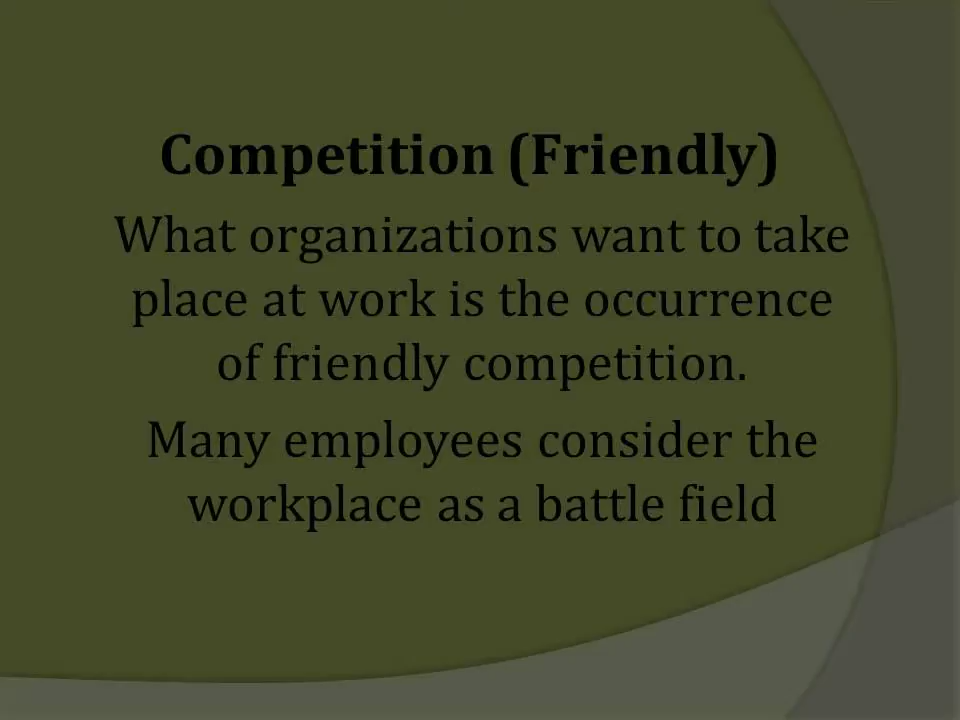 Competition (Friendly)
What organizations want to take
place at work is the occurrence
of friendly competition.
Many employees consider the
workplace as a battle field